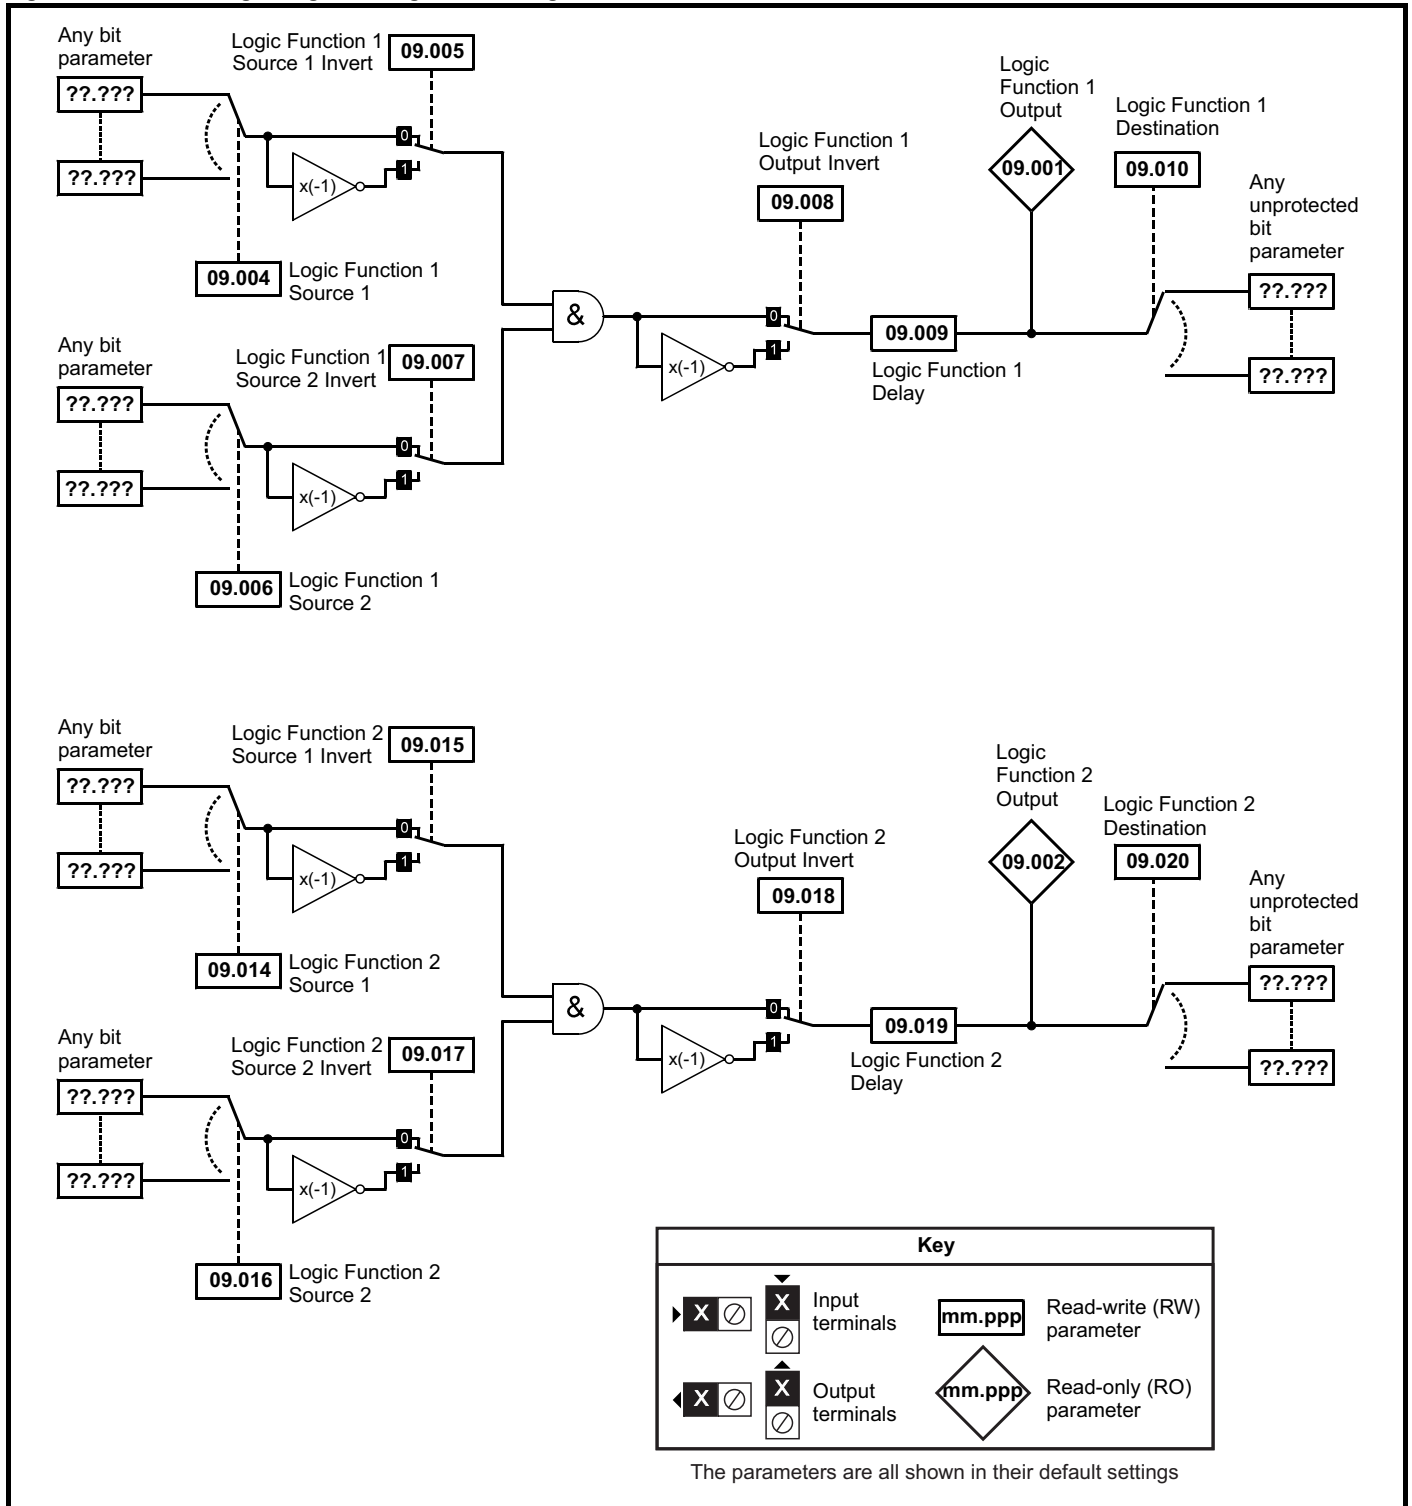 Any bit
parameter
??.???
??.???
Logic Function 1
Source 1 Invert
09.005
0
1
x(-1)
09.004
Logic Function 1
Source 1
Any bit
parameter
??.???
??.???
Logic Function 1
Source 2 Invert
09.007
0
1
x(-1)
09.006
Logic Function 1
Source 2
&
x(-1)
Logic Function 1
Output Invert
09.008
0
1
09.009
Logic Function 1
Delay
Logic
Function 1
Output
09.001
Logic Function 1
Destination
09.010
Any
unprotected
bit
parameter
??.???
??.???
Any bit
parameter
??.???
??.???
Logic Function 2
Source 1 Invert
09.015
0
1
x(-1)
09.014
Logic Function 2
Source 1
Any bit
parameter
??.???
??.???
Logic Function 2
Source 2 Invert
09.017
0
1
x(-1)
09.016
Logic Function 2
Source 2
&
x(-1)
Logic Function 2
Output Invert
09.018
0
1
09.019
Logic Function 2
Delay
Logic
Function 2
Output
09.002
Logic Function 2
Destination
09.020
Any
unprotected
bit
parameter
??.???
??.???
Key
X
X
Input
terminals
mm.ppp
Read-write (RW)
parameter
X
X
Output
terminals
mm.ppp
Read-only (RO)
parameter
The parameters are all shown in their default settings